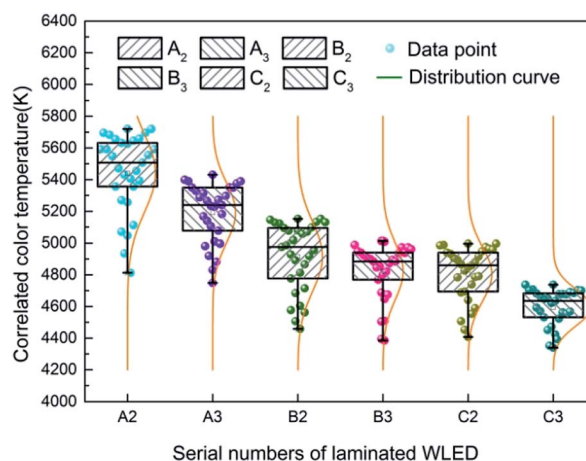 6400
6200
6000
5800
5600
5400
5200
5000
4800
4600
4400
4200
4000
Correlated color temperature(K)
A₂ A₃ B₂ Data point
B₃ C₂ C₃ Distribution curve
A2 A3 B2 B3 C2 C3
Serial numbers of laminated WLED